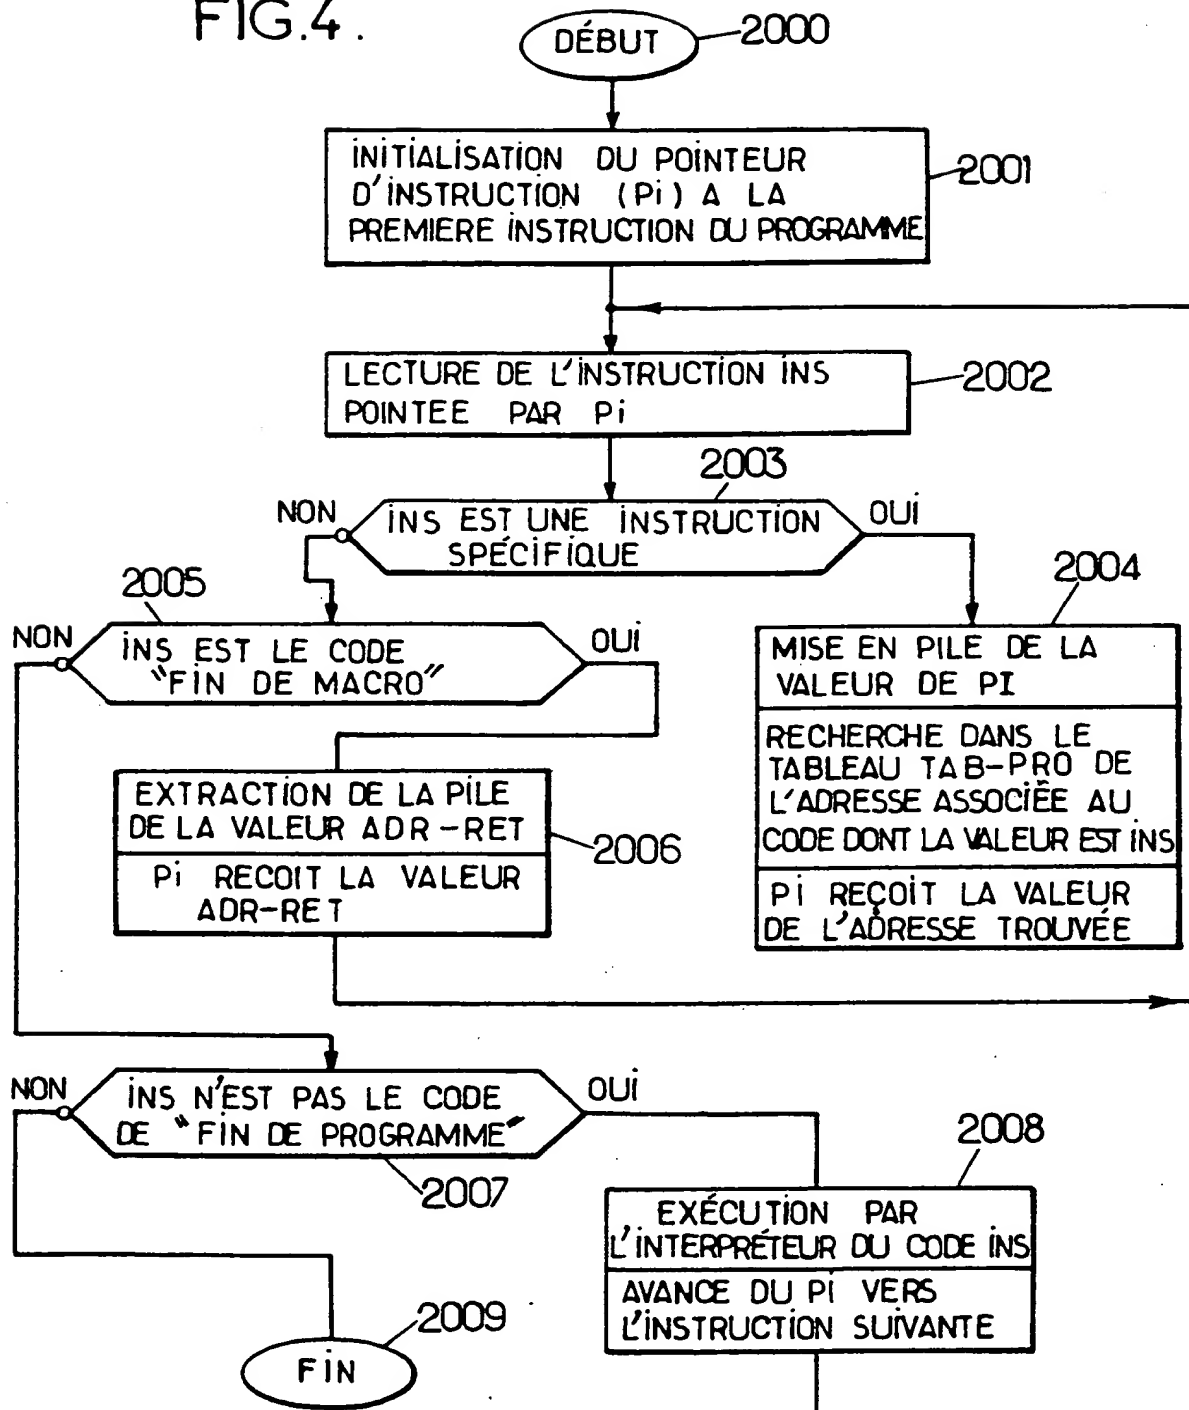 FIG.4.
DÉBUT
2000
INITIALISATION DU POINTEUR
D'INSTRUCTION (Pi) A LA
PREMIERE INSTRUCTION DU PROGRAMME
2001
LECTURE DE L'INSTRUCTION INS
POINTEE PAR Pi
2002
2003
NON
INS EST UNE INSTRUCTION
SPÉCIFIQUE
OUI
2005
2004
NON
INS EST LE CODE
"FIN DE MACRO"
OUI
MISE EN PILE DE LA
VALEUR DE PI
RECHERCHE DANS LE
TABLEAU TAB-PRO DE
L'ADRESSE ASSOCIÉE AU
CODE DONT LA VALEUR EST INS
PI REÇOIT LA VALEUR
DE L'ADRESSE TROUVÉE
EXTRACTION DE LA PILE
DE LA VALEUR ADR-RET
Pi RECOIT LA VALEUR
ADR-RET
2006
NON
INS N'EST PAS LE CODE
DE "FIN DE PROGRAMME"
OUI
2007
2008
EXÉCUTION PAR
L'INTERPRÉTEUR DU CODE INS
AVANCE DU Pi VERS
L'INSTRUCTION SUIVANTE
2009
FIN